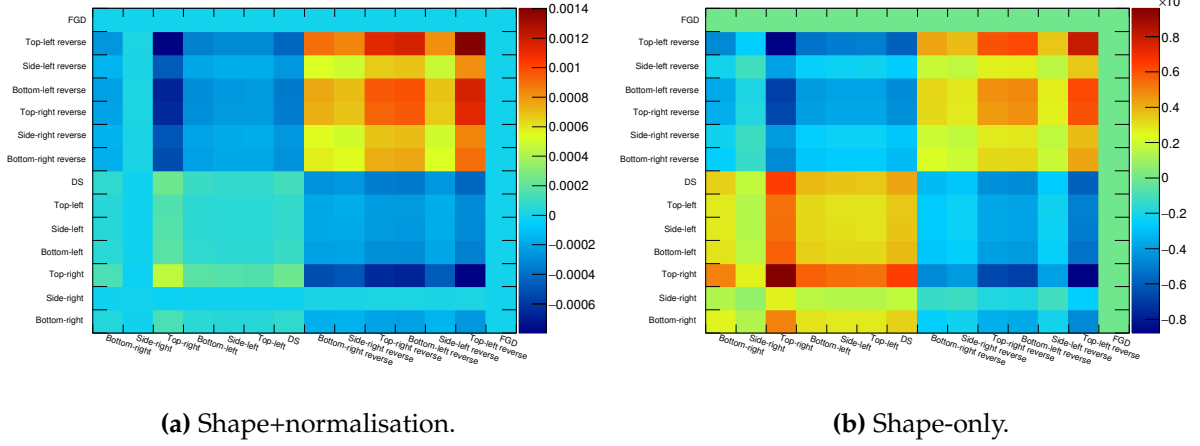 FGD
Top-left reverse
Side-left reverse
Bottom-left reverse
Top-right reverse
Side-right reverse
Bottom-right reverse
DS
Top-left
Side-left
Bottom-left
Top-right
Side-right
Bottom-right
Bottom-right
Side-right
Top-right
Bottom-left
Side-left
Top-left
DS
Bottom-right reverse
Side-right reverse
Top-right reverse
Bottom-left reverse
Side-left reverse
Top-left reverse
FGD
0.0014
0.0012
0.001
0.0008
0.0006
0.0004
0.0002
0
−0.0002
−0.0004
−0.0006
(a) Shape+normalisation.
FGD
Top-left reverse
Side-left reverse
Bottom-left reverse
Top-right reverse
Side-right reverse
Bottom-right reverse
DS
Top-left
Side-left
Bottom-left
Top-right
Side-right
Bottom-right
Bottom-right
Side-right
Top-right
Bottom-left
Side-left
Top-left
DS
Bottom-right reverse
Side-right reverse
Top-right reverse
Bottom-left reverse
Side-left reverse
Top-left reverse
FGD
0.8
0.6
0.4
0.2
0
−0.2
−0.4
−0.6
−0.8
(b) Shape-only.